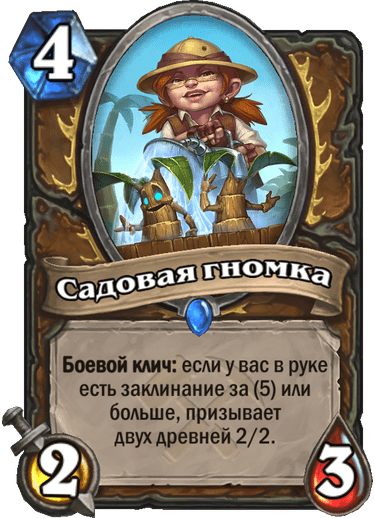 4
Садовая гномка
Боевой клич: если у вас в руке
есть заклинание за (5) или
больше, призывает
двух древней 2/2.
2
3